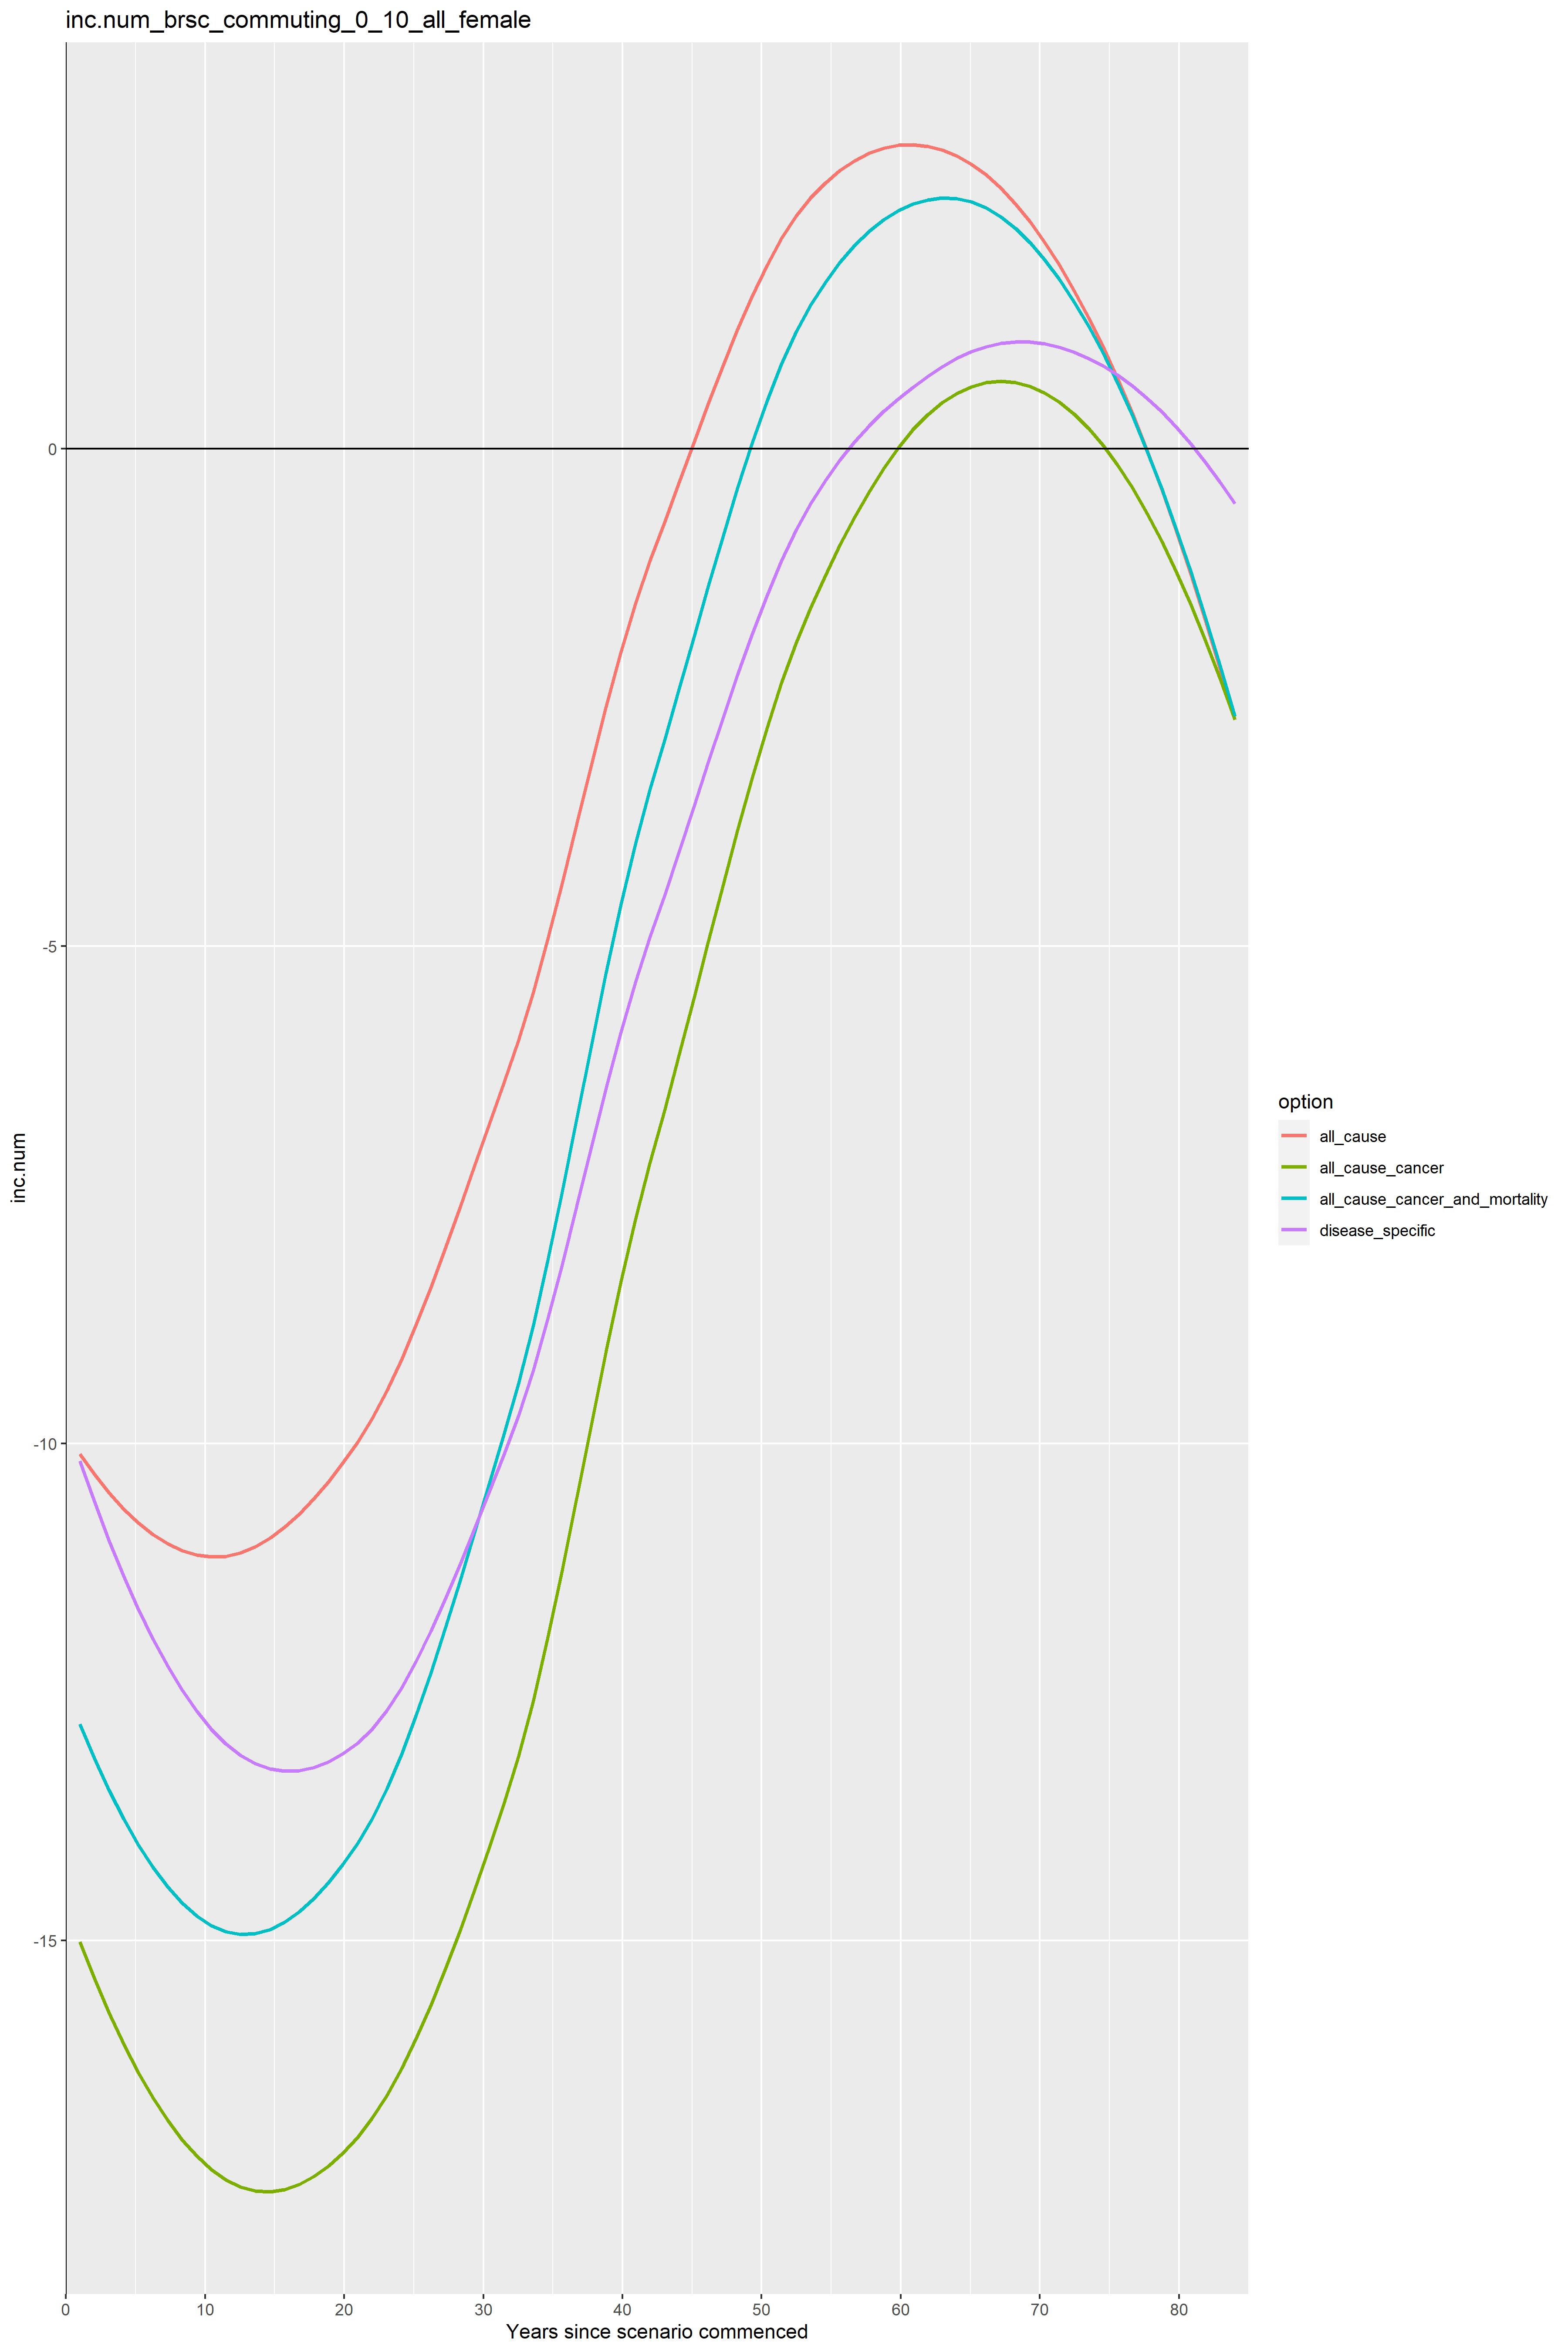 inc.num_brsc_commuting_0_10_all_female
inc.num
0
-5
-10
-15
0 10 20 30 40 50 60 70 80
Years since scenario commenced
option
all_cause
all_cause_cancer
all_cause_cancer_and_mortality
disease_specific